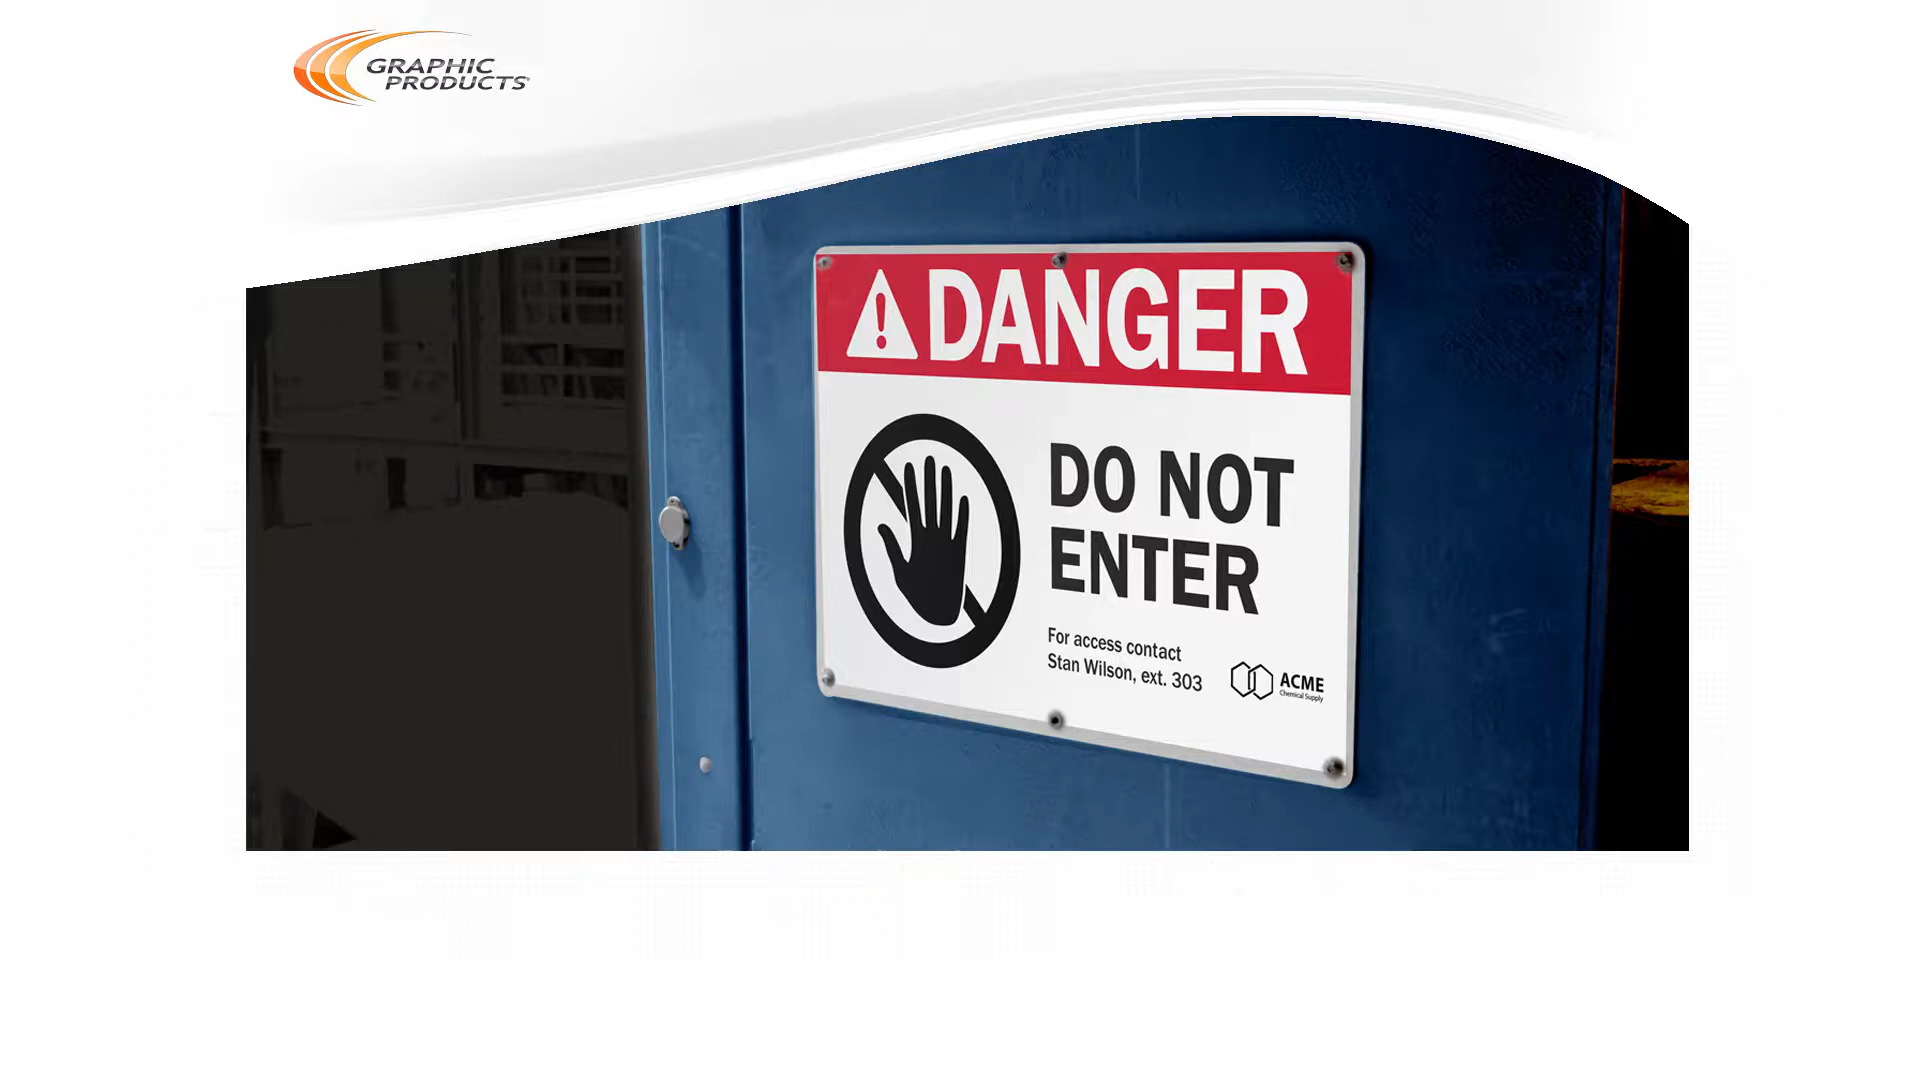 GRAPHIC
PRODUCTS
DANGER
DO NOT
ENTER
For access contact
Stan Wilson, ext. 303
ACME
Chemical Supply